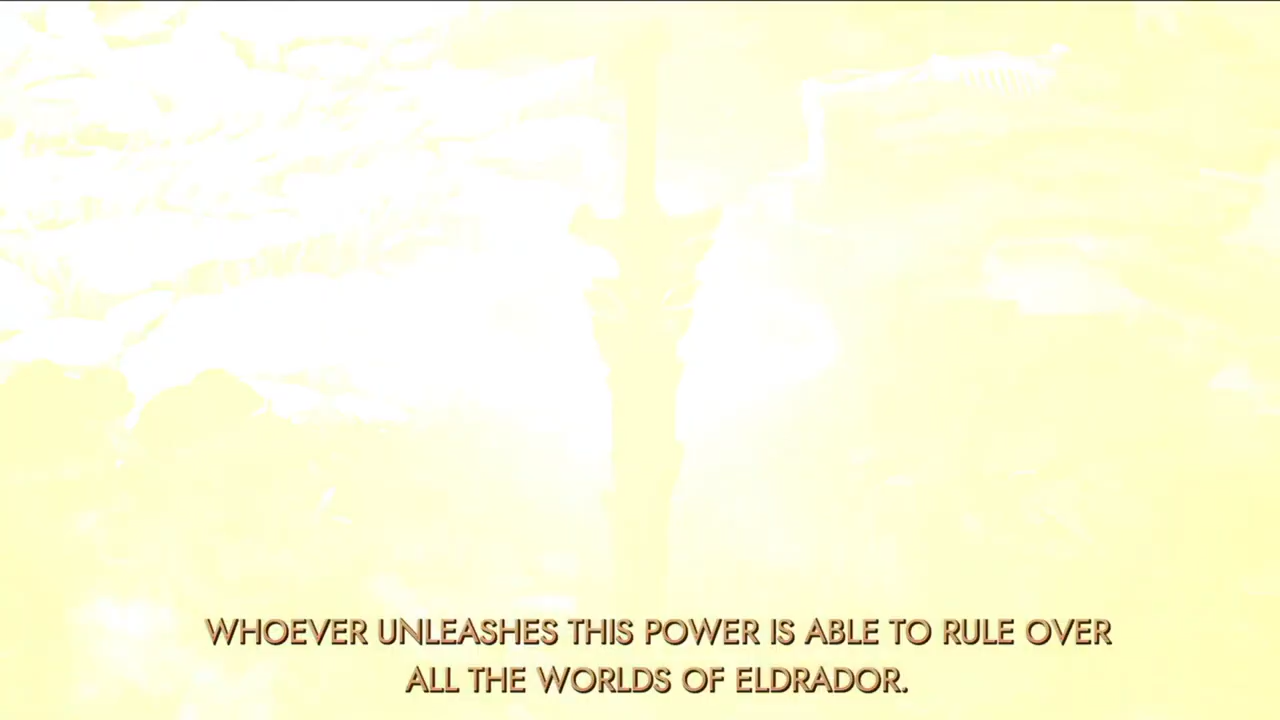 WHOEVER UNLEASHES THIS POWER IS ABLE TO RULE OVER
ALL THE WORLDS OF ELDRADOR.